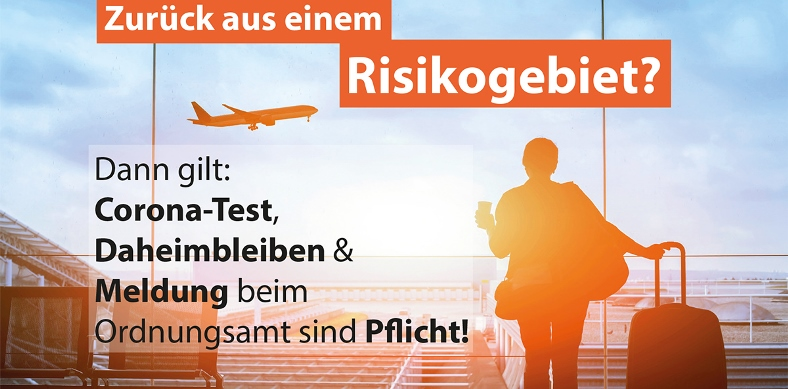 Zurück aus einem
Risikogebiet?
Dann gilt:
Corona-Test,
Daheimbleiben &
Meldung beim
Ordnungsamt sind Pflicht!